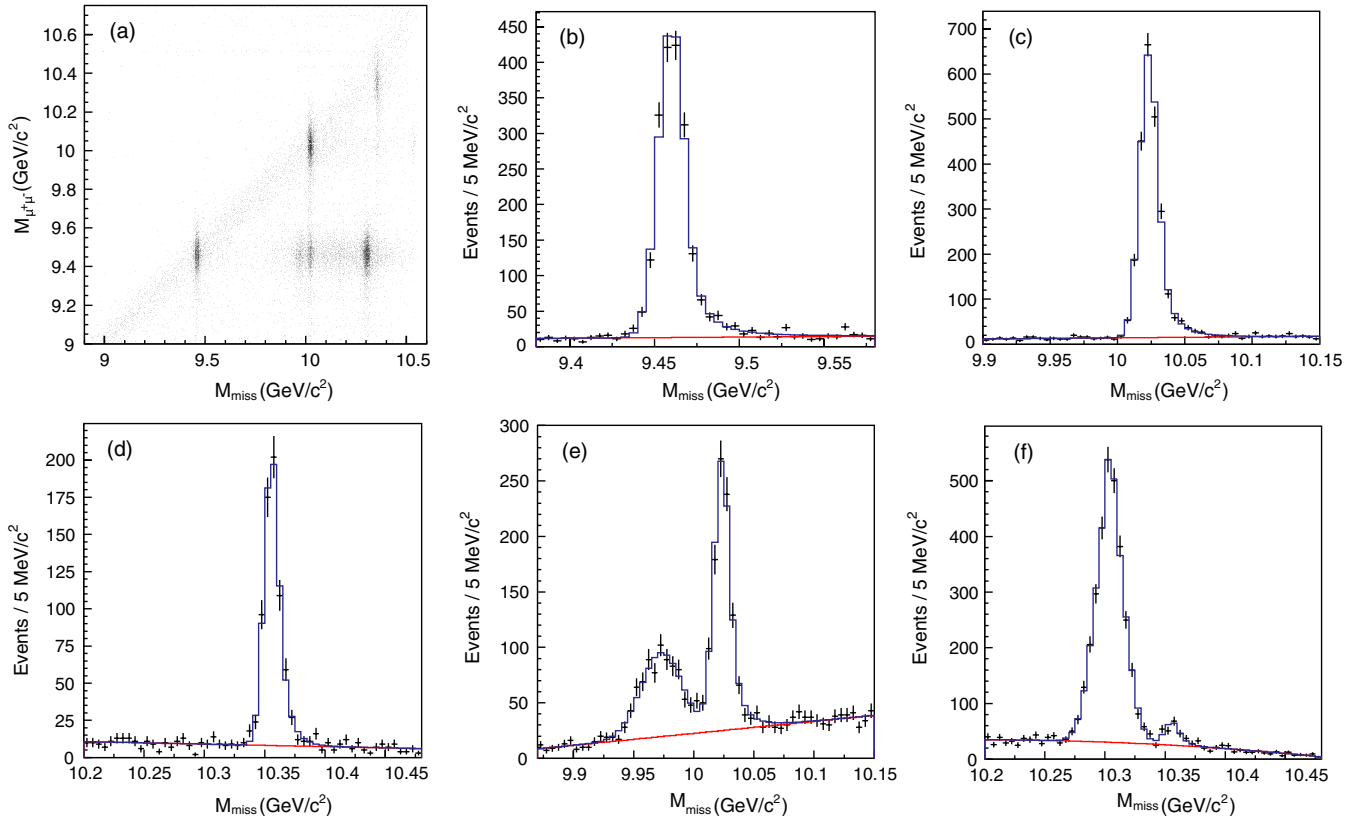 (a)
M_μ⁺μ⁻(GeV/c²)
10.6
10.4
10.2
10
9.8
9.6
9.4
9.2
9
9 9.5 10 10.5
M_miss(GeV/c²)
(b)
Events / 5 MeV/c²
450
400
350
300
250
200
150
100
50
0
9.4 9.45 9.5 9.55
M_miss(GeV/c²)
(c)
Events / 5 MeV/c²
700
600
500
400
300
200
100
0
9.9 9.95 10 10.05 10.1 10.15
M_miss(GeV/c²)
(d)
Events / 5 MeV/c²
200
175
150
125
100
75
50
25
0
10.2 10.25 10.3 10.35 10.4 10.45
M_miss(GeV/c²)
(e)
Events / 5 MeV/c²
300
250
200
150
100
50
0
9.9 9.95 10 10.05 10.1 10.15
M_miss(GeV/c²)
(f)
Events / 5 MeV/c²
500
400
300
200
100
0
10.2 10.25 10.3 10.35 10.4 10.45
M_miss(GeV/c²)